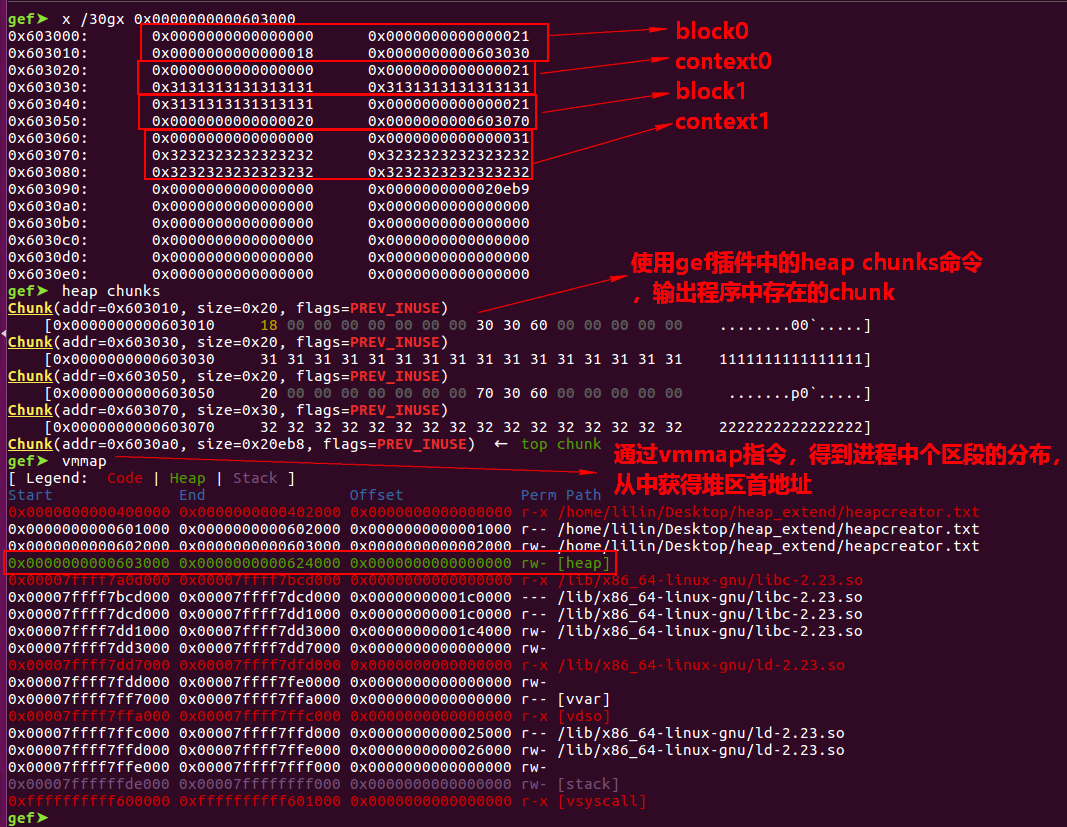 gef➤  x /30gx 0x0000000000603000
0x603000: 0x0000000000000000 0x0000000000000021
0x603010: 0x0000000000000018 0x0000000000603030
0x603020: 0x0000000000000000 0x0000000000000021
0x603030: 0x3131313131313131 0x3131313131313131
0x603040: 0x3131313131313131 0x0000000000000021
0x603050: 0x0000000000000020 0x0000000000603070
0x603060: 0x0000000000000000 0x0000000000000031
0x603070: 0x3232323232323232 0x3232323232323232
0x603080: 0x3232323232323232 0x3232323232323232
0x603090: 0x0000000000000000 0x0000000000020eb9
0x6030a0: 0x0000000000000000 0x0000000000000000
0x6030b0: 0x0000000000000000 0x0000000000000000
0x6030c0: 0x0000000000000000 0x0000000000000000
0x6030d0: 0x0000000000000000 0x0000000000000000
0x6030e0: 0x0000000000000000 0x0000000000000000
block0
context0
block1
context1
gef➤  heap chunks
Chunk(addr=0x603010, size=0x20, flags=PREV_INUSE)
[0x0000000000603010 18 00 00 00 00 00 00 00 30 30 60 00 00 00 00 00 ........00`.....]
Chunk(addr=0x603030, size=0x20, flags=PREV_INUSE)
[0x0000000000603030 31 31 31 31 31 31 31 31 31 31 31 31 31 31 31 31 1111111111111111]
Chunk(addr=0x603050, size=0x20, flags=PREV_INUSE)
[0x0000000000603050 20 00 00 00 00 00 00 00 70 30 60 00 00 00 00 00 .......p0`.....]
Chunk(addr=0x603070, size=0x30, flags=PREV_INUSE)
[0x0000000000603070 32 32 32 32 32 32 32 32 32 32 32 32 32 32 32 32 2222222222222222]
Chunk(addr=0x6030a0, size=0x20eb8, flags=PREV_INUSE) ← top chunk
使用gef插件中的heap chunks命令
，输出程序中存在的chunk
gef➤  vmmap
通过vmmap指令，得到进程中个区段的分布，
从中获得堆区首地址
[ Legend: Code | Heap | Stack ]
Start End Offset Perm Path
0x0000000000400000 0x0000000000402000 0x0000000000000000 r-x /home/lilin/Desktop/heap_extend/heapcreator.txt
0x0000000000601000 0x0000000000602000 0x0000000000001000 r-- /home/lilin/Desktop/heap_extend/heapcreator.txt
0x0000000000602000 0x0000000000603000 0x0000000000002000 rw- /home/lilin/Desktop/heap_extend/heapcreator.txt
0x0000000000603000 0x0000000000624000 0x0000000000000000 rw- [heap]
0x00007ffff7a0d000 0x00007ffff7bcd000 0x0000000000000000 r-x /lib/x86_64-linux-gnu/libc-2.23.so
0x00007ffff7bcd000 0x00007ffff7dcd000 0x00000000001c0000 --- /lib/x86_64-linux-gnu/libc-2.23.so
0x00007ffff7dcd000 0x00007ffff7dd1000 0x00000000001c0000 r-- /lib/x86_64-linux-gnu/libc-2.23.so
0x00007ffff7dd1000 0x00007ffff7dd3000 0x00000000001c4000 rw- /lib/x86_64-linux-gnu/libc-2.23.so
0x00007ffff7dd3000 0x00007ffff7dd7000 0x0000000000000000 rw-
0x00007ffff7dd7000 0x00007ffff7dfd000 0x0000000000000000 r-x /lib/x86_64-linux-gnu/ld-2.23.so
0x00007ffff7fdd000 0x00007ffff7fe0000 0x0000000000000000 rw-
0x00007ffff7ff7000 0x00007ffff7ffa000 0x0000000000000000 r-- [vvar]
0x00007ffff7ffa000 0x00007ffff7ffc000 0x0000000000000000 r-x [vdso]
0x00007ffff7ffc000 0x00007ffff7ffd000 0x0000000000025000 r-- /lib/x86_64-linux-gnu/ld-2.23.so
0x00007ffff7ffd000 0x00007ffff7ffe000 0x0000000000026000 rw- /lib/x86_64-linux-gnu/ld-2.23.so
0x00007ffff7ffe000 0x00007ffff7fff000 0x0000000000000000 rw-
0x00007ffffffde000 0x00007ffffffff000 0x0000000000000000 rw- [stack]
0xffffffffff600000 0xffffffffff601000 0x0000000000000000 r-x [vsyscall]
gef➤